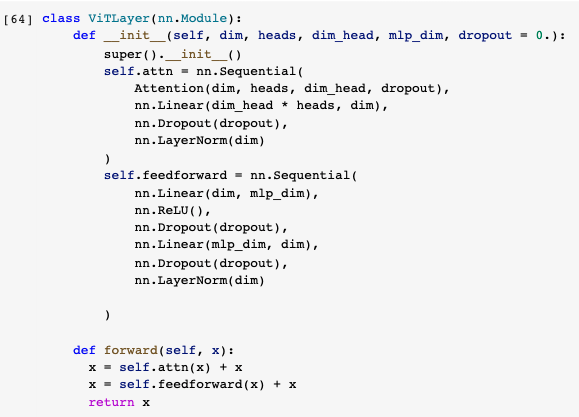 [64] class ViTLayer(nn.Module):
        def __init__(self, dim, heads, dim_head, mlp_dim, dropout = 0.):
            super().__init__()
            self.attn = nn.Sequential(
                Attention(dim, heads, dim_head, dropout),
                nn.Linear(dim_head * heads, dim),
                nn.Dropout(dropout),
                nn.LayerNorm(dim)
            )
            self.feedforward = nn.Sequential(
                nn.Linear(dim, mlp_dim),
                nn.ReLU(),
                nn.Dropout(dropout),
                nn.Linear(mlp_dim, dim),
                nn.Dropout(dropout),
                nn.LayerNorm(dim)
            )
        def forward(self, x):
          x = self.attn(x) + x
          x = self.feedforward(x) + x
          return x